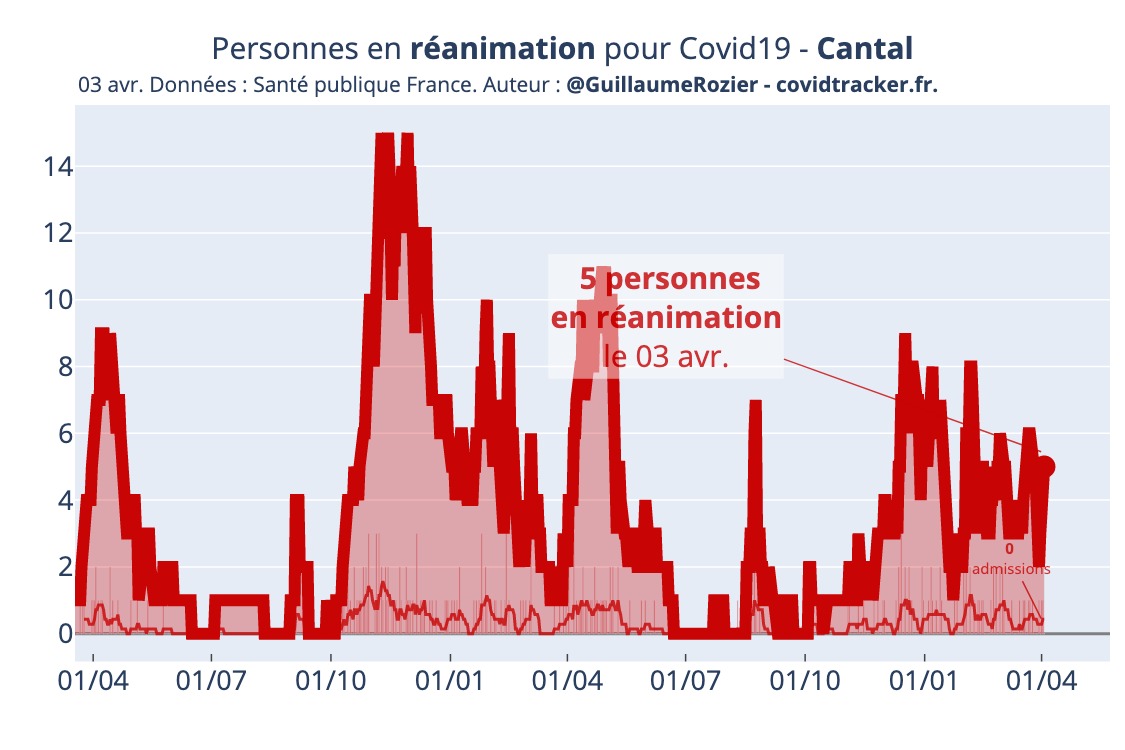 Personnes en réanimation pour Covid19 - Cantal
03 avr. Données : Santé publique France. Auteur : @GuillaumeRozier - covidtracker.fr.
14
12
10
8
6
4
2
0
5 personnes
en réanimation
le 03 avr.
0
admissions
01/04 01/07 01/10 01/01 01/04 01/07 01/10 01/01 01/04